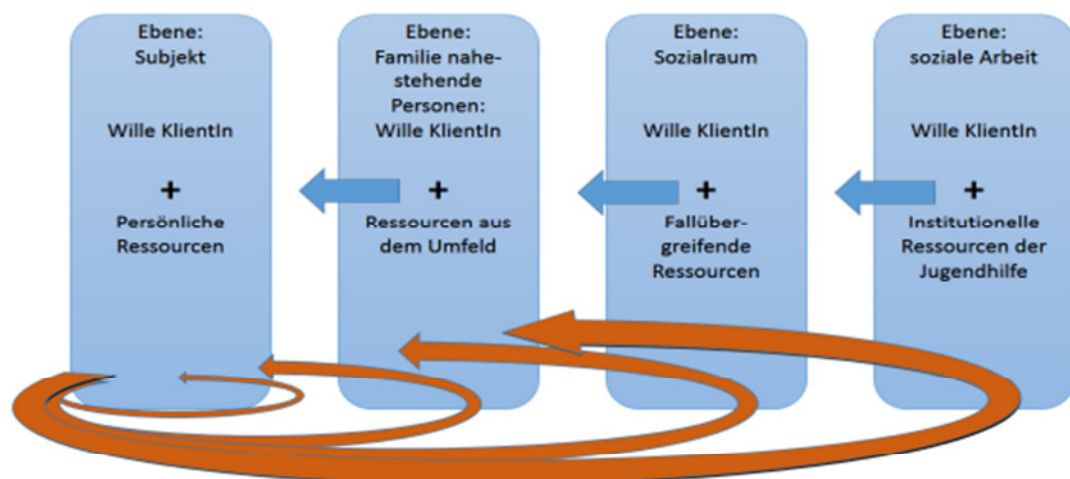 Ebene:
Subjekt
Wille KlientIn
+
Persönliche
Ressourcen
Ebene:
Familie nahe-
stehende
Personen:
Wille KlientIn
+
Ressourcen aus
dem Umfeld
Ebene:
Sozialraum
Wille KlientIn
+
Fallüber-
greifende
Ressourcen
Ebene:
soziale Arbeit
Wille KlientIn
+
Institutionelle
Ressourcen der
Jugendhilfe